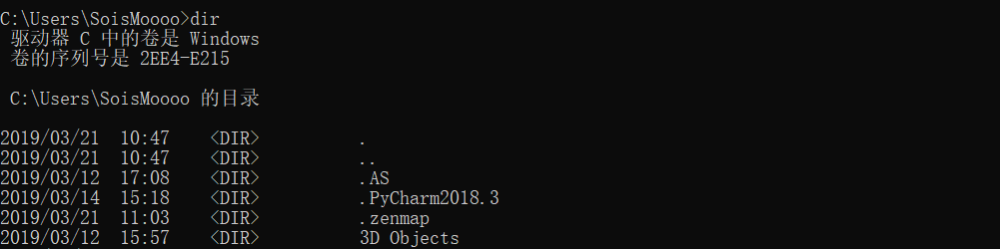 C:\Users\SoisMoooo>dir
驱动器 C 中的卷是 Windows
卷的序列号是 2EE4-E215
C:\Users\SoisMoooo 的目录
2019/03/21  10:47    <DIR>          .
2019/03/21  10:47    <DIR>          ..
2019/03/12  17:08    <DIR>          .AS
2019/03/14  15:18    <DIR>          .PyCharm2018.3
2019/03/21  11:03    <DIR>          .zenmap
2019/03/12  15:57    <DIR>          3D Objects